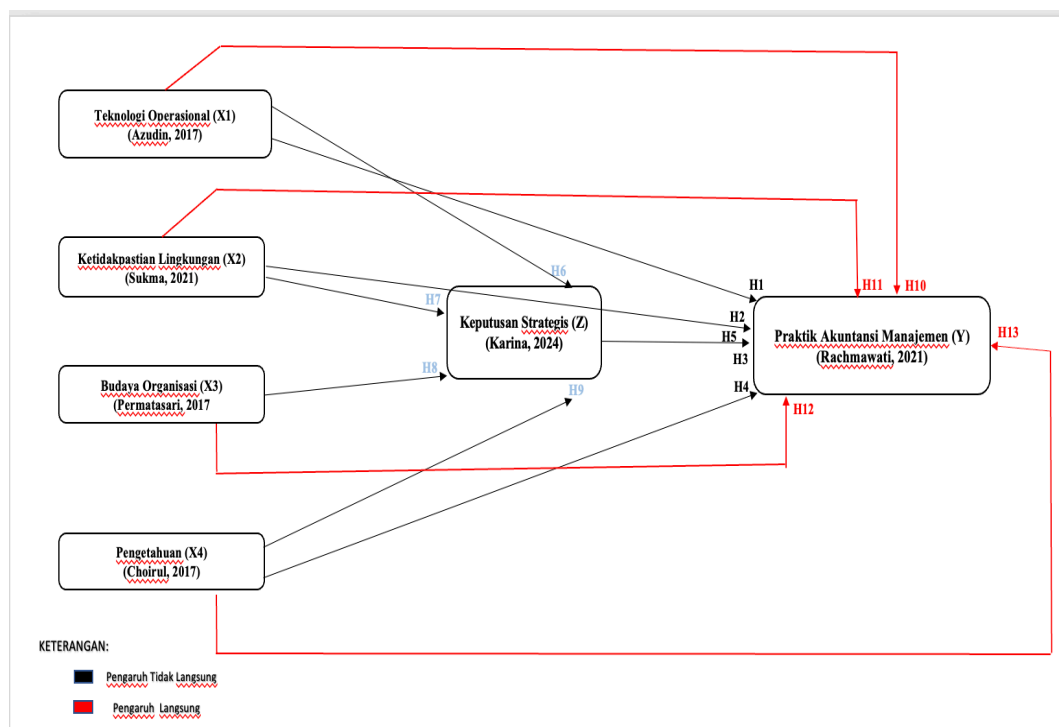 Teknologi Operasional (X1)
(Azudin, 2017)
Ketidakpastian Lingkungan (X2)
(Sukma, 2021)
Budaya Organisasi (X3)
(Permatasari, 2017
Pengetahuan (X4)
(Choirul, 2017)
H6
H7
H8
H9
Keputusan Strategis (Z)
(Karina, 2024)
H1
H2
H5
H3
H4
H11
H10
H13
H12
Praktik Akuntansi Manajemen (Y)
(Rachmawati, 2021)
KETERANGAN:
Pengaruh Tidak Langsung
Pengaruh Langsung